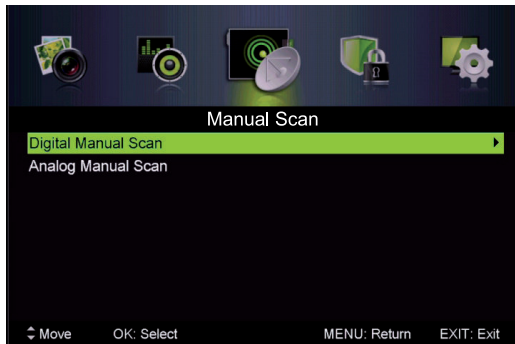 Manual Scan
Digital Manual Scan
Analog Manual Scan
Move OK: Select MENU: Return EXIT: Exit